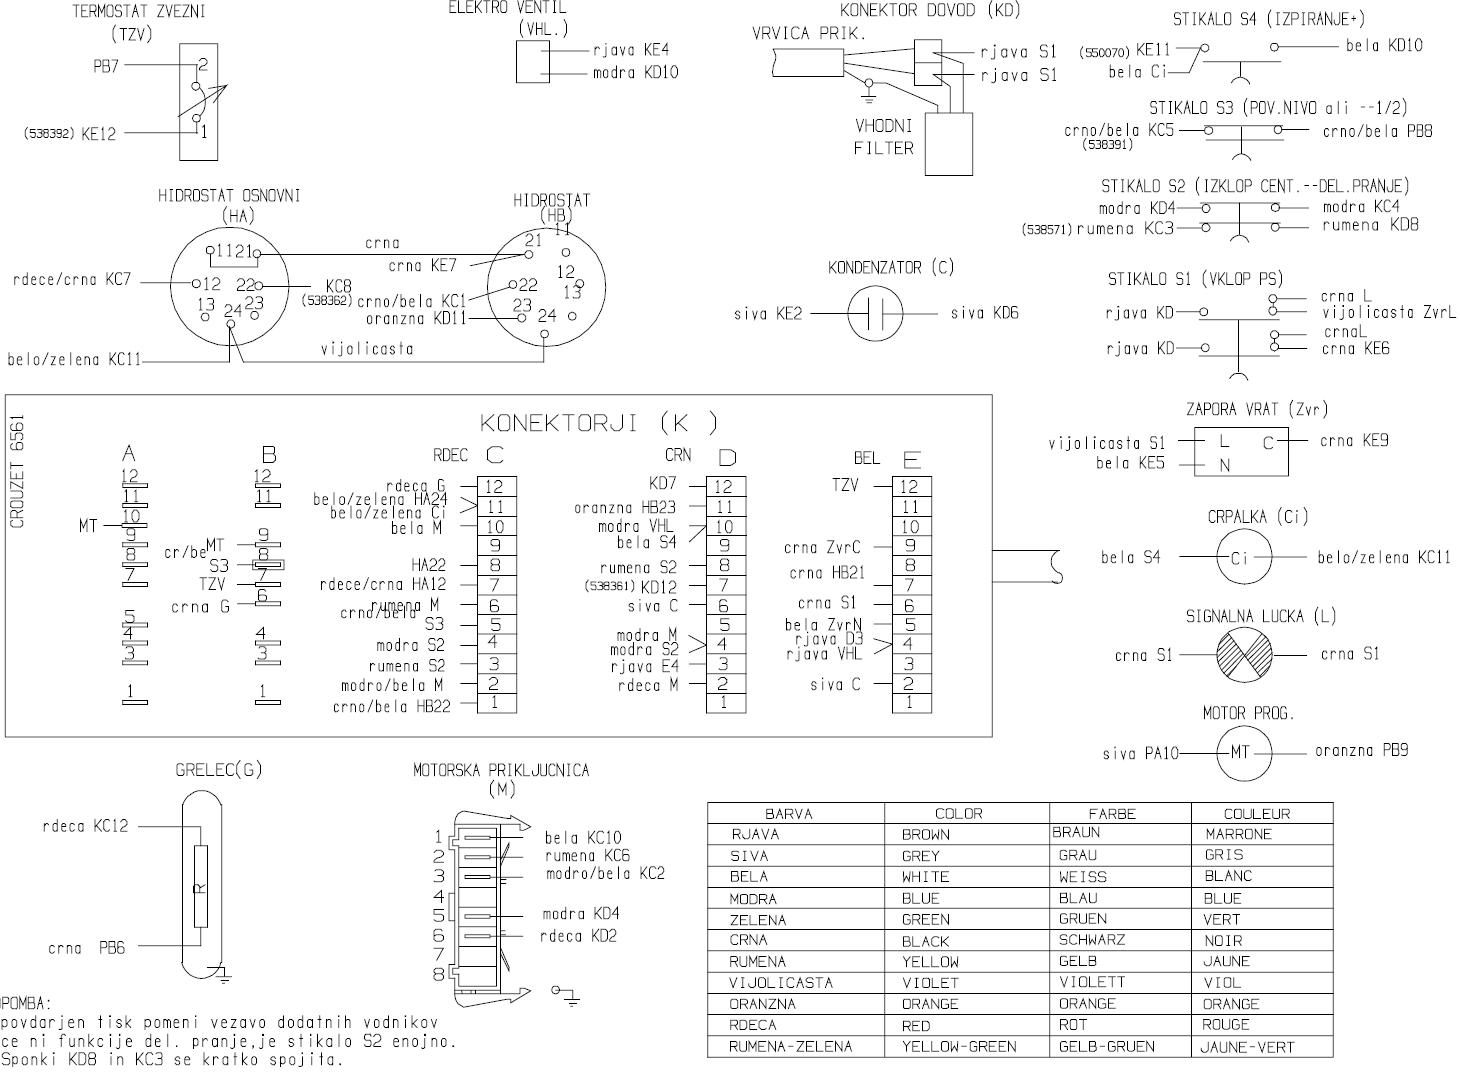 TERMOSTAT ZVEZNI
(TZV)
PB7
2
(538392) KE12
1
ELEKTRO VENTIL
(VHL.)
rjava KE4
modra KD10
KONEKTOR DOVOD (KD)
VRVICA PRIK.
rjava S1
rjava S1
VHODNI
FILTER
STIKALO S4 (IZPIRANJE+)
(550070) KE11
bela KD10
bela Ci
STIKALO S3 (POV.NIVO ali --1/2)
crno/bela KC5
crno/bela PB8
(538391)
STIKALO S2 (IZKLOP CENT.--DEL.PRANJE)
modra KD4
modra KC4
(538571) rumena KC3
rumena KD8
STIKALO S1 (VKLOP PS)
crna L
rjava KD
vijolicasta ZvrL
crnaL
rjava KD
crna KE6
HIDROSTAT OSNOVNI
(HA)
11 21
rdece/crna KC7
12 22
KC8
(538362)
13 23
24
belo/zelena KC11
crna
crna KE7
crno/bela KC1
oranzna KD11
vijolicasta
HIDROSTAT
(HB)
11
21
12
22
13
23
24
KONDENZATOR (C)
siva KE2
siva KD6
ZAPORA VRAT (Zvr)
vijolicasta S1
L C
crna KE9
bela KE5
N
CRPALKA (Ci)
bela S4
Ci
belo/zelena KC11
SIGNALNA LUCKA (L)
crna S1
crna S1
MOTOR PROG.
siva PA10
MT
oranzna PB9
CROUZET 6561
KONEKTORJI (K )
A
12
11
10
MT
9
8
7
5
4
3
1
B
12
11
9
MT
cr/be
8
S3
7
TZV
6
crna G
4
3
1
RDEC C
rdeca G 12
belo/zelena HA24
11
belo/zelena Ci
bela M 10
9
HA22 8
rdece/crna HA12 7
rumena M 6
crno/bela
S3 5
modra S2 4
rumena S2 3
modro/bela M 2
crno/bela HB22 1
CRN D
KD7 12
oranzna HB23 11
modra VHL 10
bela S4
9
rumena S2 8
(538361) KD12 7
siva C 6
5
modra M
modra S2 4
rjava E4 3
rdeca M 2
1
BEL E
TZV 12
11
10
crna ZvrC 9
8
crna HB21
7
crna S1 6
bela ZvrN 5
rjava D3
4
rjava VHL
3
siva C 2
1
GRELEC(G)
rdeca KC12
R
crna PB6
MOTORSKA PRIKLJUCNICA
(M)
1 bela KC10
2 rumena KC6
3 modro/bela KC2
4
5 modra KD4
6 rdeca KD2
7
8
BARVA COLOR FARBE COULEUR
RJAVA BROWN BRAUN MARRONE
SIVA GREY GRAU GRIS
BELA WHITE WEISS BLANC
MODRA BLUE BLAU BLUE
ZELENA GREEN GRUEN VERT
CRNA BLACK SCHWARZ NOIR
RUMENA YELLOW GELB JAUNE
VIJOLICASTA VIOLET VIOLETT VIOL
ORANZNA ORANGE ORANGE ORANGE
RDECA RED ROT ROUGE
RUMENA-ZELENA YELLOW-GREEN GELB-GRUEN JAUNE-VERT
OPOMBA:
povdarjen tisk pomeni vezavo dodatnih vodnikov
ce ni funkcije del. pranje,je stikalo S2 enojno.
Sponki KD8 in KC3 se kratko spojita.